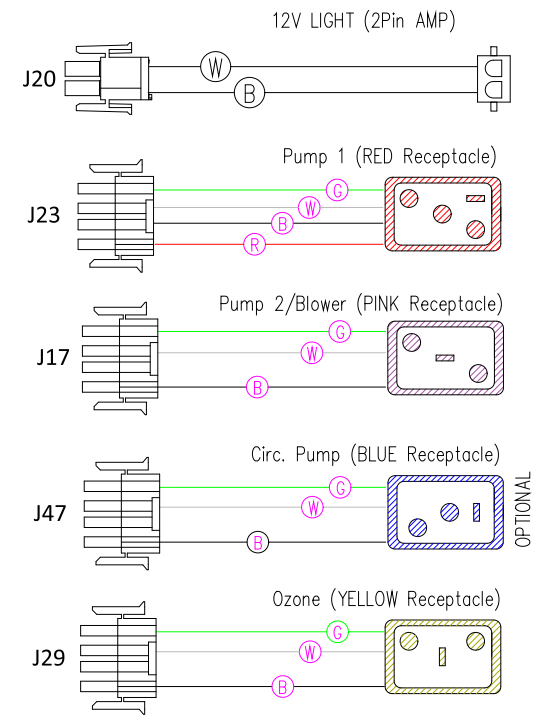 12V LIGHT (2Pin AMP)
J20
W
B
Pump 1 (RED Receptacle)
J23
G
W
B
R
Pump 2/Blower (PINK Receptacle)
J17
G
W
B
Circ. Pump (BLUE Receptacle)
J47
G
W
B
OPTIONAL
Ozone (YELLOW Receptacle)
J29
G
W
B